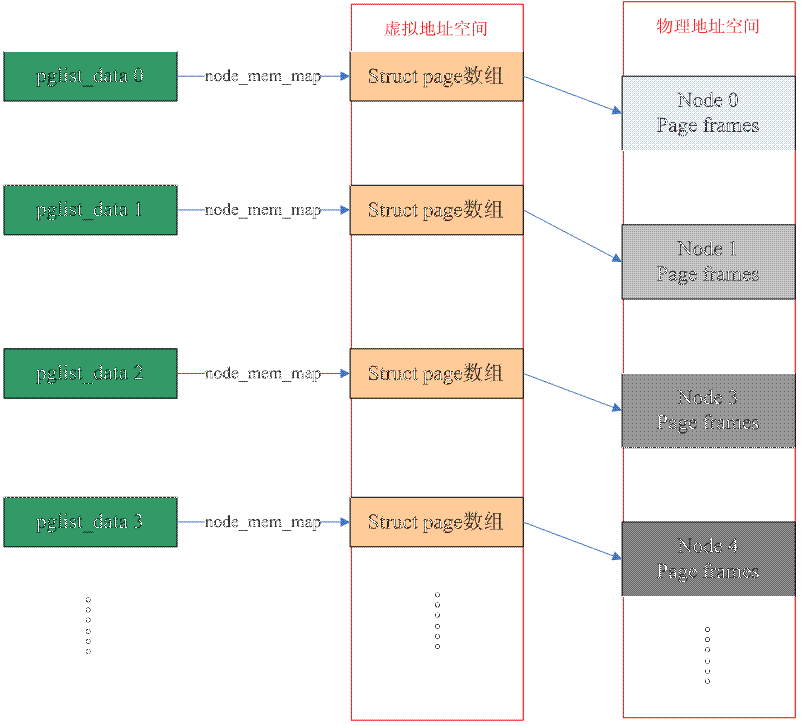 虚拟地址空间
物理地址空间
pglist_data 0
node_mem_map
Struct page数组
Node 0
Page frames
pglist_data 1
node_mem_map
Struct page数组
Node 1
Page frames
pglist_data 2
node_mem_map
Struct page数组
Node 3
Page frames
pglist_data 3
node_mem_map
Struct page数组
Node 4
Page frames